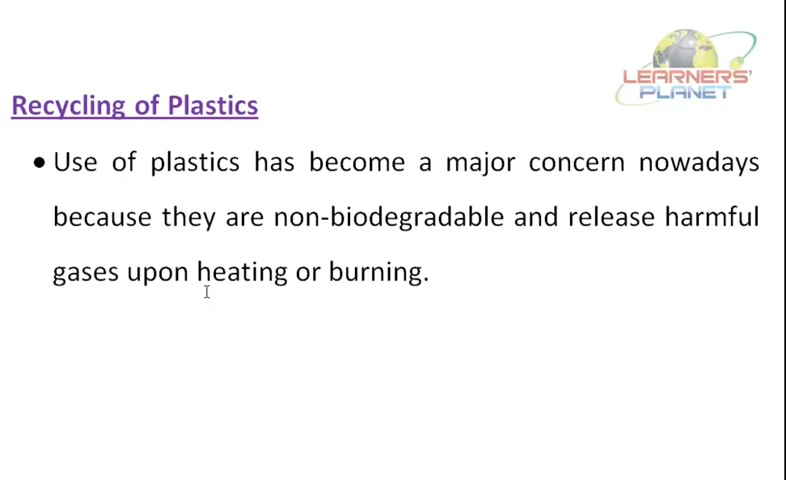 LEARNERS'
PLANET
Recycling of Plastics
• Use of plastics has become a major concern nowadays
because they are non-biodegradable and release harmful
gases upon heating or burning.